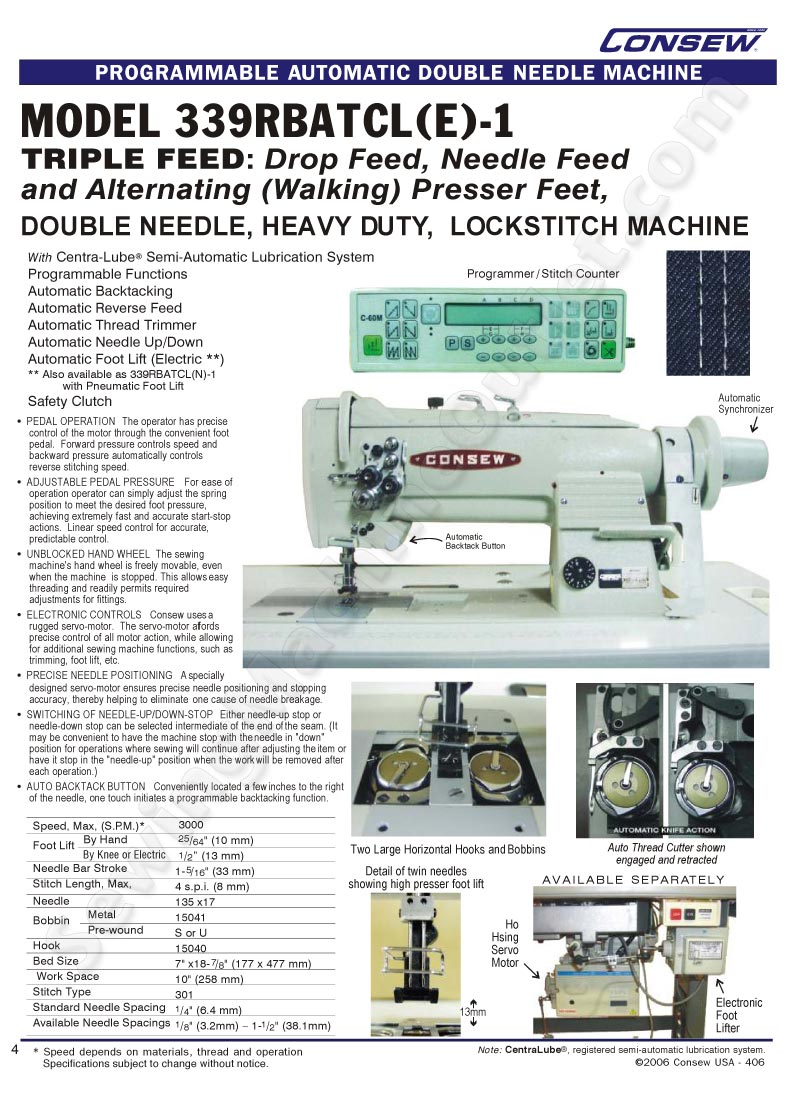 SINCE 1898
CONSEW®
PROGRAMMABLE AUTOMATIC DOUBLE NEEDLE MACHINE
MODEL 339RBATCL(E)-1
TRIPLE FEED: Drop Feed, Needle Feed
and Alternating (Walking) Presser Feet,
DOUBLE NEEDLE, HEAVY DUTY, LOCKSTITCH MACHINE
With Centra-Lube® Semi-Automatic Lubrication System
Programmable Functions
Automatic Backtacking
Automatic Reverse Feed
Automatic Thread Trimmer
Automatic Needle Up/Down
Automatic Foot Lift (Electric **)
** Also available as 339RBATCL(N)-1
with Pneumatic Foot Lift
Safety Clutch
Programmer/Stitch Counter
A B C D
C-60M
P S
Automatic
Synchronizer
CONSEW
Automatic
Backtack Button
• PEDAL OPERATION The operator has precise
control of the motor through the convenient foot
pedal. Forward pressure controls speed and
backward pressure automatically controls
reverse stitching speed.
• ADJUSTABLE PEDAL PRESSURE For ease of
operation operator can simply adjust the spring
position to meet the desired foot pressure,
achieving extremely fast and accurate start-stop
actions. Linear speed control for accurate,
predictable control.
• UNBLOCKED HAND WHEEL The sewing
machine's hand wheel is freely movable, even
when the machine is stopped. This allows easy
threading and readily permits required
adjustments for fittings.
• ELECTRONIC CONTROLS Consew uses a
rugged servo-motor. The servo-motor affords
precise control of all motor action, while allowing
for additional sewing machine functions, such as
trimming, foot lift, etc.
• PRECISE NEEDLE POSITIONING A specially
designed servo-motor ensures precise needle positioning and stopping
accuracy, thereby helping to eliminate one cause of needle breakage.
• SWITCHING OF NEEDLE-UP/DOWN-STOP Either needle-up stop or
needle-down stop can be selected intermediate of the end of the seam. (It
may be convenient to have the machine stop with the needle in "down"
position for operations where sewing will continue after adjusting the item or
have it stop in the "needle-up" position when the work will be removed after
each operation.)
• AUTO BACKTACK BUTTON Conveniently located a few inches to the right
of the needle, one touch initiates a programmable backtacking function.
Speed, Max, (S.P.M.)* 3000
Foot Lift By Hand 25/64" (10 mm)
By Knee or Electric 1/2" (13 mm)
Needle Bar Stroke 1-5/16" (33 mm)
Stitch Length, Max, 4 s.p.i. (8 mm)
Needle 135 x17
Bobbin Metal 15041
Pre-wound S or U
Hook 15040
Bed Size 7" x18-7/8" (177 x 477 mm)
Work Space 10" (258 mm)
Stitch Type 301
Standard Needle Spacing 1/4" (6.4 mm)
Available Needle Spacings 1/8" (3.2mm) – 1-1/2" (38.1mm)
Two Large Horizontal Hooks and Bobbins
AUTOMATIC KNIFE ACTION
Auto Thread Cutter shown
engaged and retracted
Detail of twin needles
showing high presser foot lift
13mm
AVAILABLE SEPARATELY
Ho
Hsing
Servo
Motor
Electronic
Foot
Lifter
4 * Speed depends on materials, thread and operation
Specifications subject to change without notice.
Note: CentraLube®, registered semi-automatic lubrication system.
©2006 Consew USA - 406
SewingMachineOutlet.com